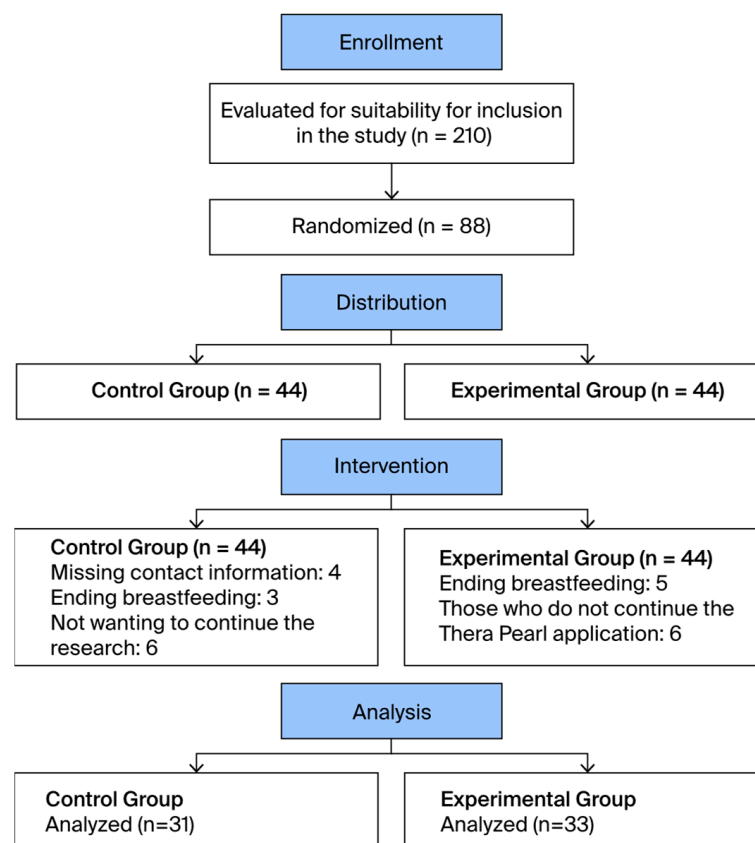 Enrollment
Evaluated for suitability for inclusion
in the study (n = 210)
Randomized (n = 88)
Distribution
Control Group (n = 44)
Experimental Group (n = 44)
Intervention
Control Group (n = 44)
Missing contact information: 4
Ending breastfeeding: 3
Not wanting to continue the
research: 6
Experimental Group (n = 44)
Ending breastfeeding: 5
Those who do not continue the
Thera Pearl application: 6
Analysis
Control Group
Analyzed (n=31)
Experimental Group
Analyzed (n=33)